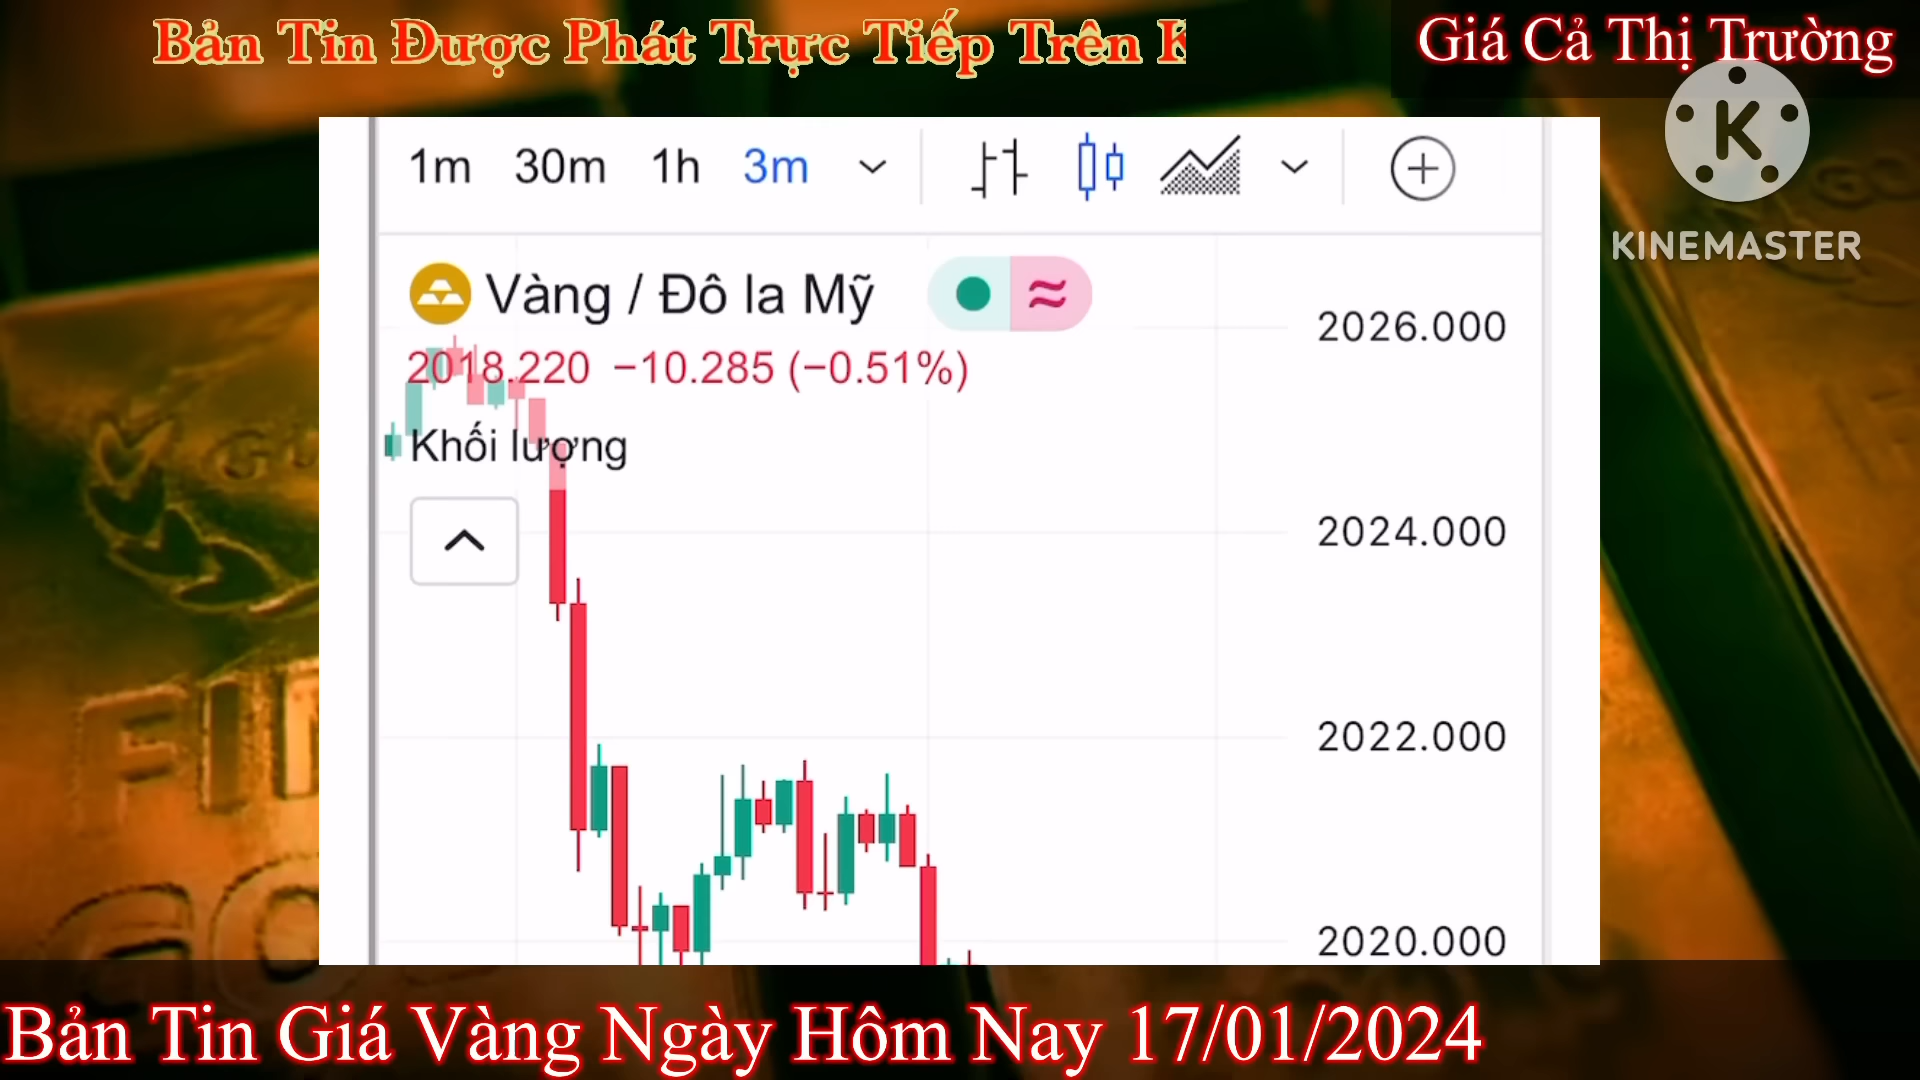 Bản Tin Được Phát Trực Tiếp Trên K
Giá Cả Thị Trường
K
KINEMASTER
1m 30m 1h 3m
Vàng / Đô la Mỹ
2018.220 −10.285 (−0.51%)
Khối lượng
2026.000
2024.000
2022.000
2020.000
Bản Tin Giá Vàng Ngày Hôm Nay 17/01/2024